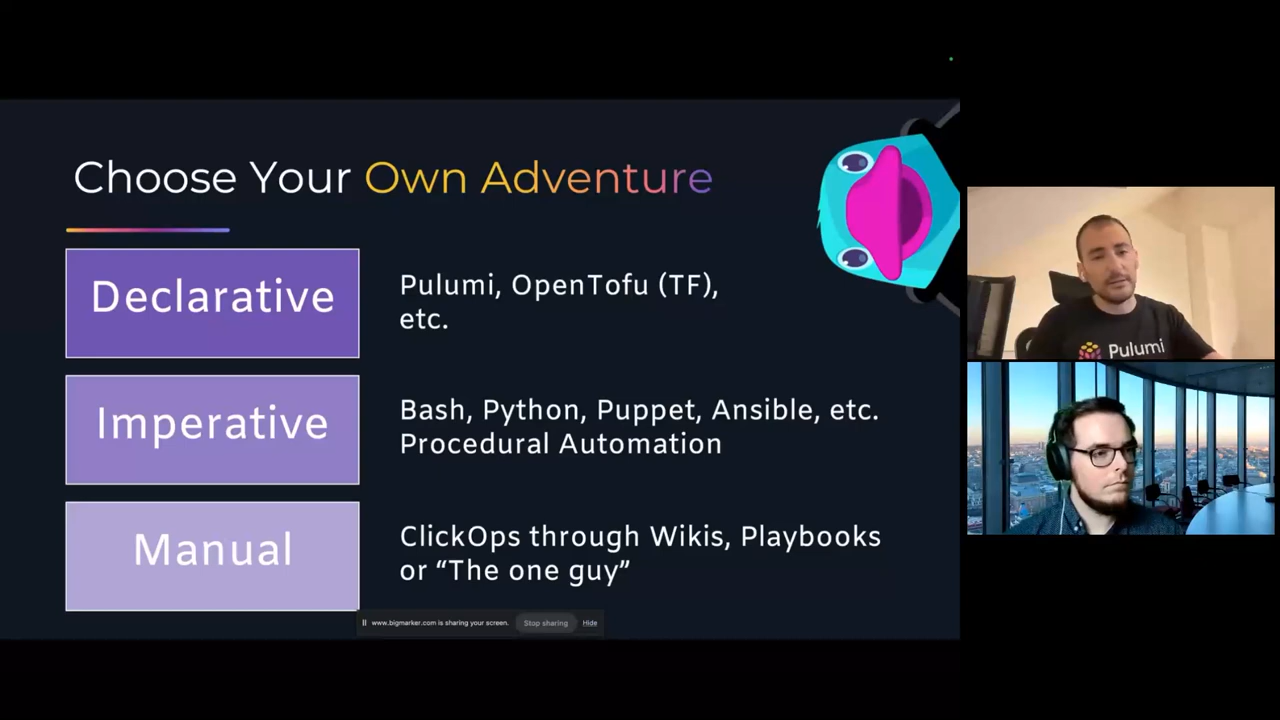 Choose Your Own Adventure
Declarative
Pulumi, OpenTofu (TF),
etc.
Imperative
Bash, Python, Puppet, Ansible, etc.
Procedural Automation
Manual
ClickOps through Wikis, Playbooks
or “The one guy”
www.bigmarker.com is sharing your screen. Stop sharing Hide
Pulumi